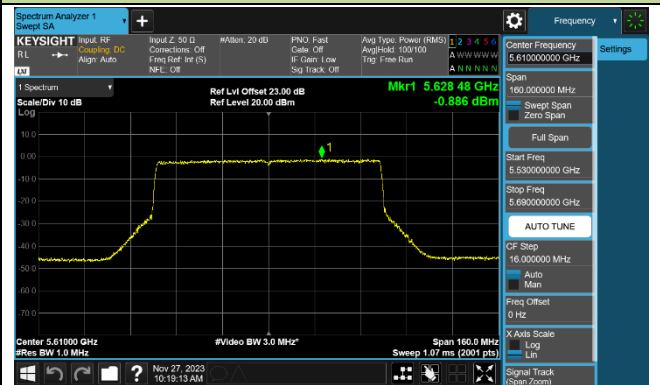 Spectrum Analyzer 1
Swept SA
Frequency
KEYSIGHT
RL
LXI
Input: RF
Coupling: DC
Align: Auto
Input Z: 50 Ω
Corrections: Off
Freq Ref: Int (S)
NFE: Off
#Atten: 20 dB
PNO: Fast
Gate: Off
IF Gain: Low
Sig Track: Off
Avg Type: Power (RMS)
Avg|Hold: 100/100
Trig: Free Run
1 2 3 4 5 6
A W W W W W
A N N N N N
1 Spectrum
Scale/Div 10 dB
Log
Ref Lvl Offset 23.00 dB
Ref Level 20.00 dBm
Mkr1 5.628 48 GHz
-0.886 dBm
10.0
0.00
-10.0
-20.0
-30.0
-40.0
-50.0
-60.0
-70.0
1
Center 5.61000 GHz
#Res BW 1.0 MHz
#Video BW 3.0 MHz*
Span 160.0 MHz
Sweep 1.07 ms (2001 pts)
Nov 27, 2023
10:19:13 AM
Center Frequency
5.610000000 GHz
Span
160.000000 MHz
Swept Span
Zero Span
Full Span
Start Freq
5.530000000 GHz
Stop Freq
5.690000000 GHz
AUTO TUNE
CF Step
16.000000 MHz
Auto
Man
Freq Offset
0 Hz
X Axis Scale
Log
Lin
Signal Track
(Span Zoom)
Settings